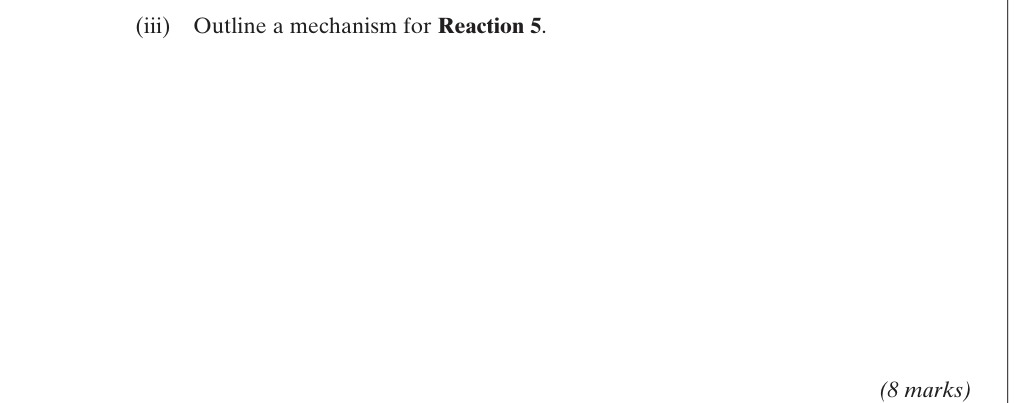 (iii) Outline a mechanism for Reaction 5.
(8 marks)